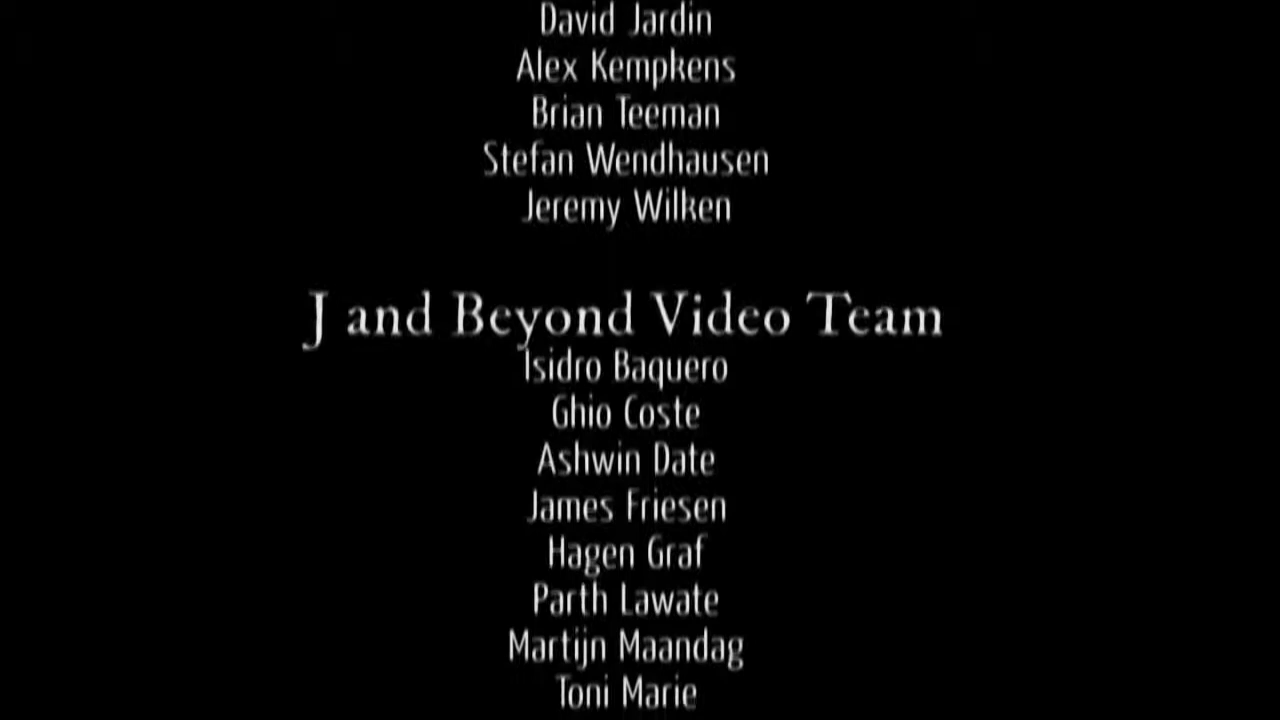 David Jardin
Alex Kempkens
Brian Teeman
Stefan Wendhausen
Jeremy Wilken
J and Beyond Video Team
Isidro Baquero
Ghio Coste
Ashwin Date
James Friesen
Hagen Graf
Parth Lawate
Martijn Maandag
Toni Marie